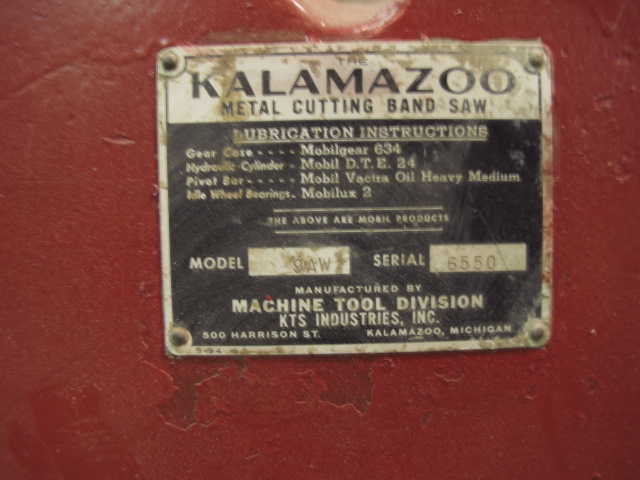 THE
KALAMAZOO
METAL CUTTING BAND SAW
LUBRICATION INSTRUCTIONS
Gear Case - - - - Mobilgear 634
Hydraulic Cylinder - Mobil D.T.E. 24
Pivot Bar - - - - - Mobil Vactra Oil Heavy Medium
Idle Wheel Bearings - Mobilux 2
THE ABOVE ARE MOBIL PRODUCTS
MODEL 9AW SERIAL 6550
MANUFACTURED BY
MACHINE TOOL DIVISION
KTS INDUSTRIES, INC.
500 HARRISON ST. KALAMAZOO, MICHIGAN